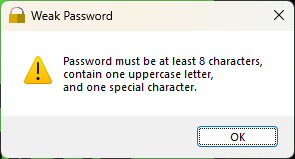 Weak Password
Password must be at least 8 characters,
contain one uppercase letter,
and one special character.
OK